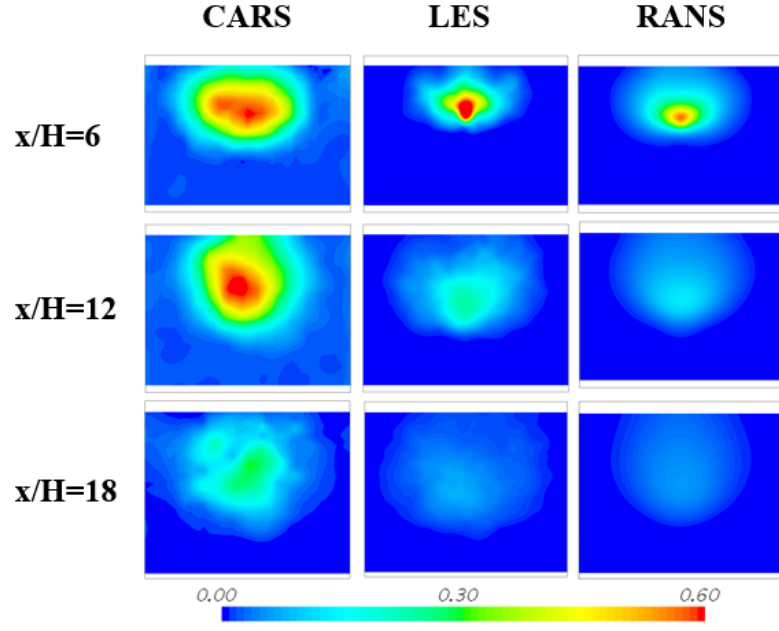 CARS LES RANS
x/H=6
x/H=12
x/H=18
0.00 0.30 0.60